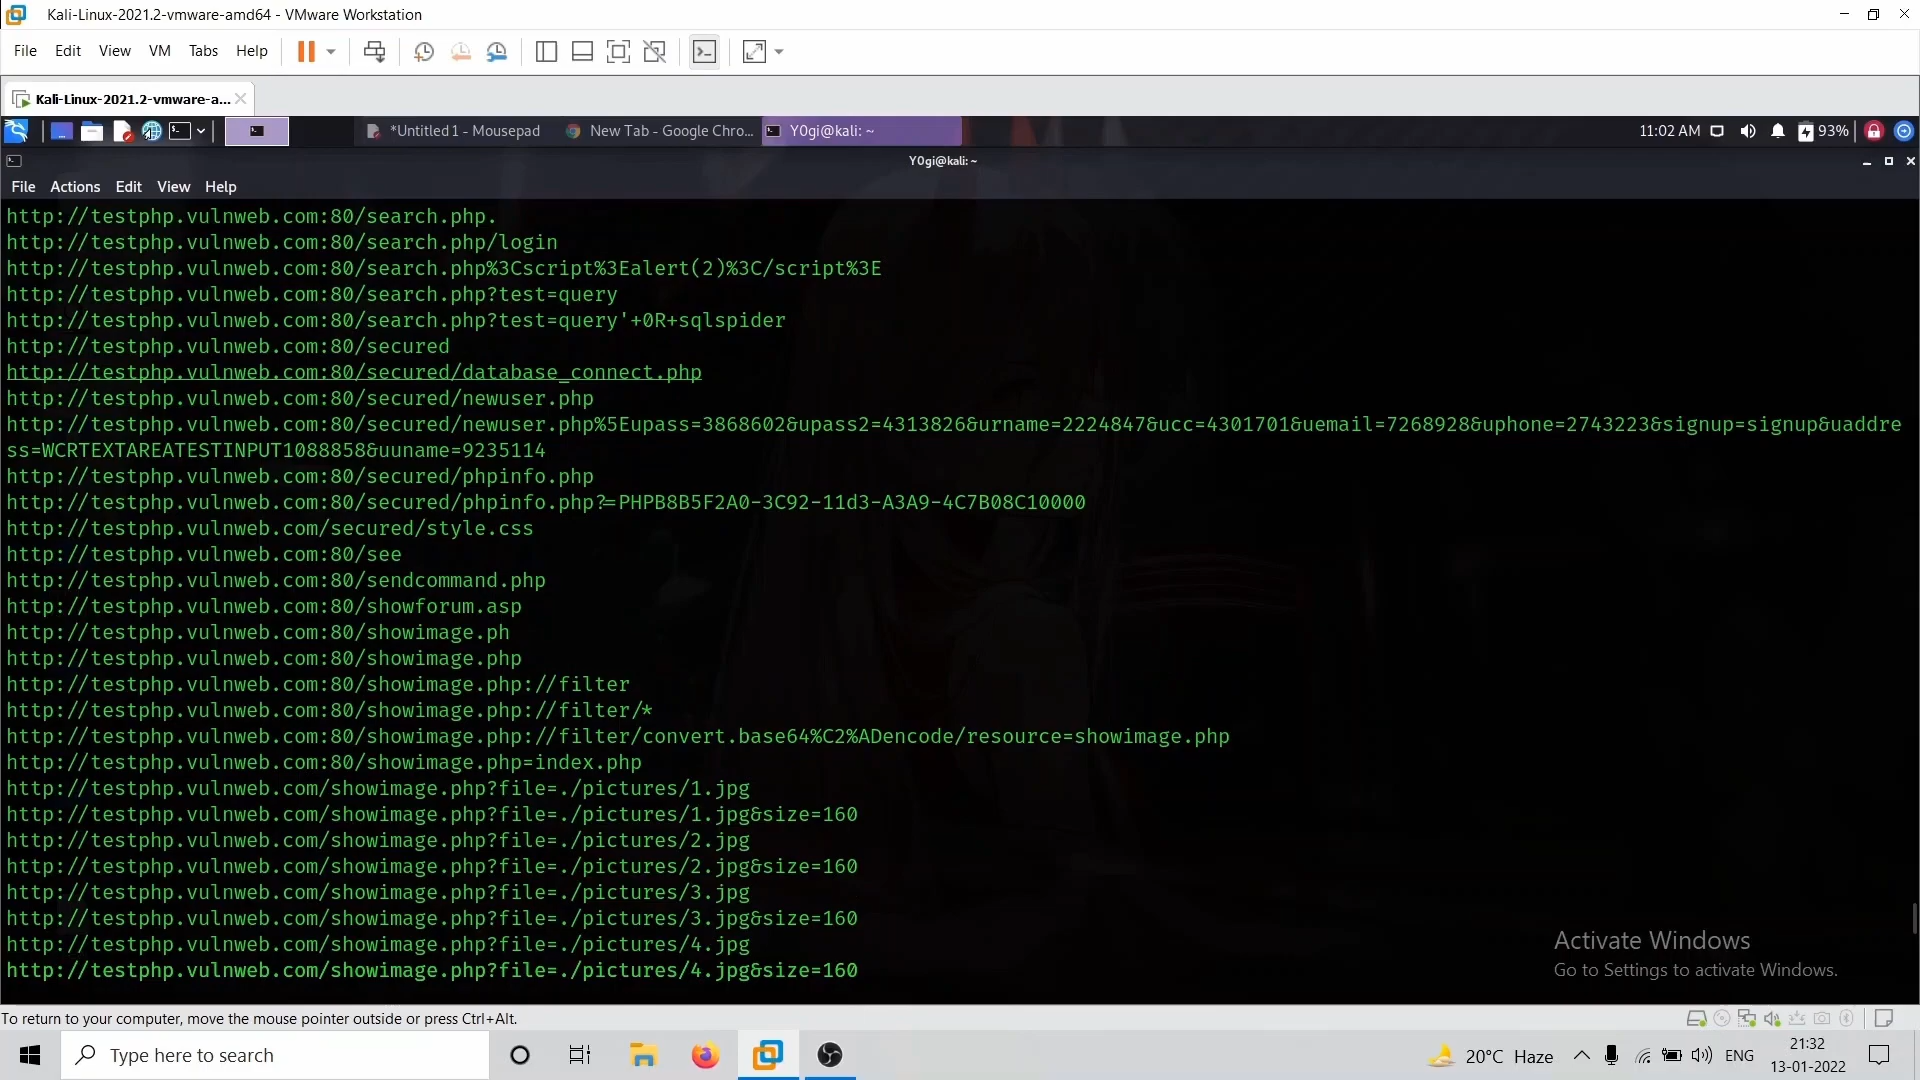 Kali-Linux-2021.2-vmware-amd64 - VMware Workstation
File Edit View VM Tabs Help
Kali-Linux-2021.2-vmware-a...
*Untitled 1 - Mousepad New Tab - Google Chro... Y0gi@kali: ~ 11:02 AM 93%
Y0gi@kali: ~
File Actions Edit View Help
http://testphp.vulnweb.com:80/search.php.
http://testphp.vulnweb.com:80/search.php/login
http://testphp.vulnweb.com:80/search.php%3Cscript%3Ealert(2)%3C/script%3E
http://testphp.vulnweb.com:80/search.php?test=query
http://testphp.vulnweb.com:80/search.php?test=query'+0R+sqlspider
http://testphp.vulnweb.com:80/secured
http://testphp.vulnweb.com:80/secured/database_connect.php
http://testphp.vulnweb.com:80/secured/newuser.php
http://testphp.vulnweb.com:80/secured/newuser.php%5Eupass=3868602&upass2=4313826&urname=2224847&ucc=4301701&uemail=7268928&uphone=2743223&signup=signup&uaddre
ss=WCRTEXTAREATESTINPUT1088858&uuname=9235114
http://testphp.vulnweb.com:80/secured/phpinfo.php
http://testphp.vulnweb.com:80/secured/phpinfo.php?=PHPB8B5F2A0-3C92-11d3-A3A9-4C7B08C10000
http://testphp.vulnweb.com/secured/style.css
http://testphp.vulnweb.com:80/see
http://testphp.vulnweb.com:80/sendcommand.php
http://testphp.vulnweb.com:80/showforum.asp
http://testphp.vulnweb.com:80/showimage.ph
http://testphp.vulnweb.com:80/showimage.php
http://testphp.vulnweb.com:80/showimage.php://filter
http://testphp.vulnweb.com:80/showimage.php://filter/*
http://testphp.vulnweb.com:80/showimage.php://filter/convert.base64%C2%ADencode/resource=showimage.php
http://testphp.vulnweb.com:80/showimage.php=index.php
http://testphp.vulnweb.com/showimage.php?file=./pictures/1.jpg
http://testphp.vulnweb.com/showimage.php?file=./pictures/1.jpg&size=160
http://testphp.vulnweb.com/showimage.php?file=./pictures/2.jpg
http://testphp.vulnweb.com/showimage.php?file=./pictures/2.jpg&size=160
http://testphp.vulnweb.com/showimage.php?file=./pictures/3.jpg
http://testphp.vulnweb.com/showimage.php?file=./pictures/3.jpg&size=160
http://testphp.vulnweb.com/showimage.php?file=./pictures/4.jpg
http://testphp.vulnweb.com/showimage.php?file=./pictures/4.jpg&size=160
Activate Windows
Go to Settings to activate Windows.
To return to your computer, move the mouse pointer outside or press Ctrl+Alt.
Type here to search 20°C Haze ENG 21:32
13-01-2022